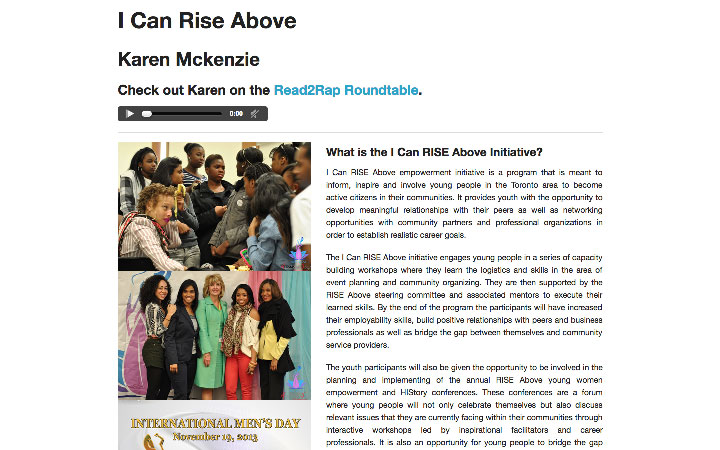 I Can Rise Above
Karen Mckenzie
Check out Karen on the Read2Rap Roundtable.
0:00
What is the I Can RISE Above Initiative?
I Can RISE Above empowerment initiative is a program that is meant to
inform, inspire and involve young people in the Toronto area to become
active citizens in their communities. It provides youth with the opportunity to
develop meaningful relationships with their peers as well as networking
opportunities with community partners and professional organizations in
order to establish realistic career goals.
The I Can RISE Above initiative engages young people in a series of capacity
building workshops where they learn the logistics and skills in the area of
event planning and community organizing. They are then supported by the
RISE Above steering committee and associated mentors to execute their
learned skills. By the end of the program the participants will have increased
their employability skills, build positive relationships with peers and business
professionals as well as bridge the gap between themselves and community
service providers.
The youth participants will also be given the opportunity to be involved in the
planning and implementing of the annual RISE Above young women
empowerment and HIStory conferences. These conferences are a forum
where young people will not only celebrate themselves but also discuss
relevant issues that they are currently facing within their communities through
interactive workshops led by inspirational facilitators and career
professionals. It is also an opportunity for young people to bridge the gap
INTERNATIONAL MEN'S DAY
November 19, 2013